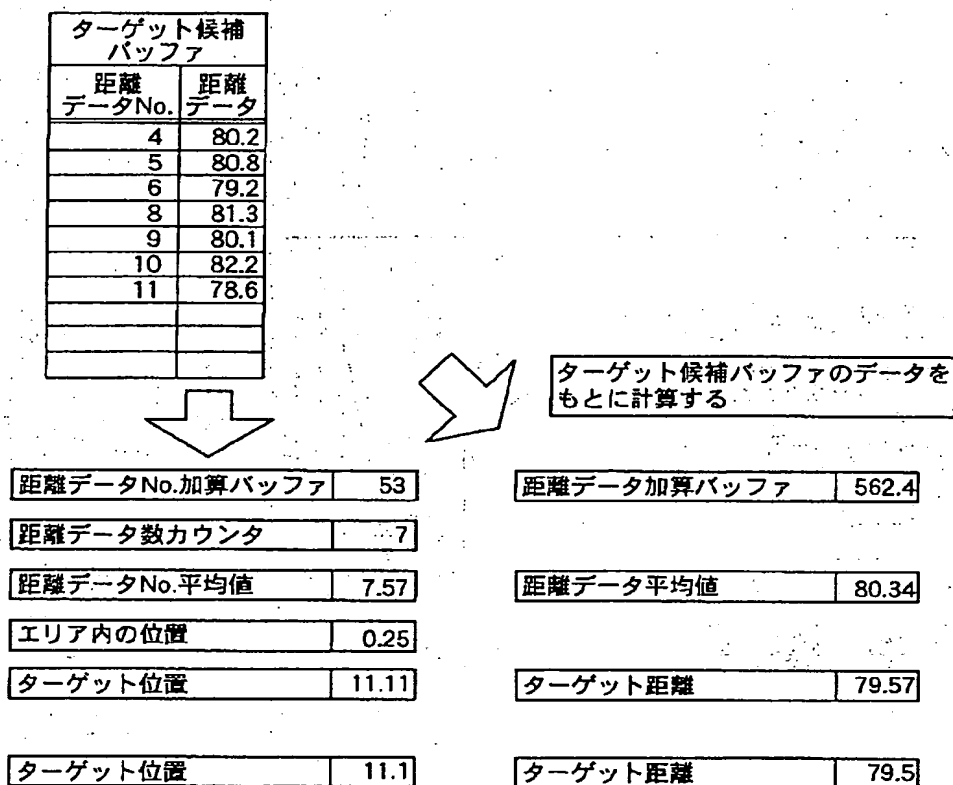 ターゲット候補
バッファ
距離
データNo.
距離
データ
4 80.2
5 80.8
6 79.2
8 81.3
9 80.1
10 82.2
11 78.6
ターゲット候補バッファのデータを
もとに計算する
距離データNo.加算バッファ 53
距離データ加算バッファ 562.4
距離データ数カウンタ 7
距離データNo.平均値 7.57
距離データ平均値 80.34
エリア内の位置 0.25
ターゲット位置 11.11
ターゲット距離 79.57
ターゲット位置 11.1
ターゲット距離 79.5